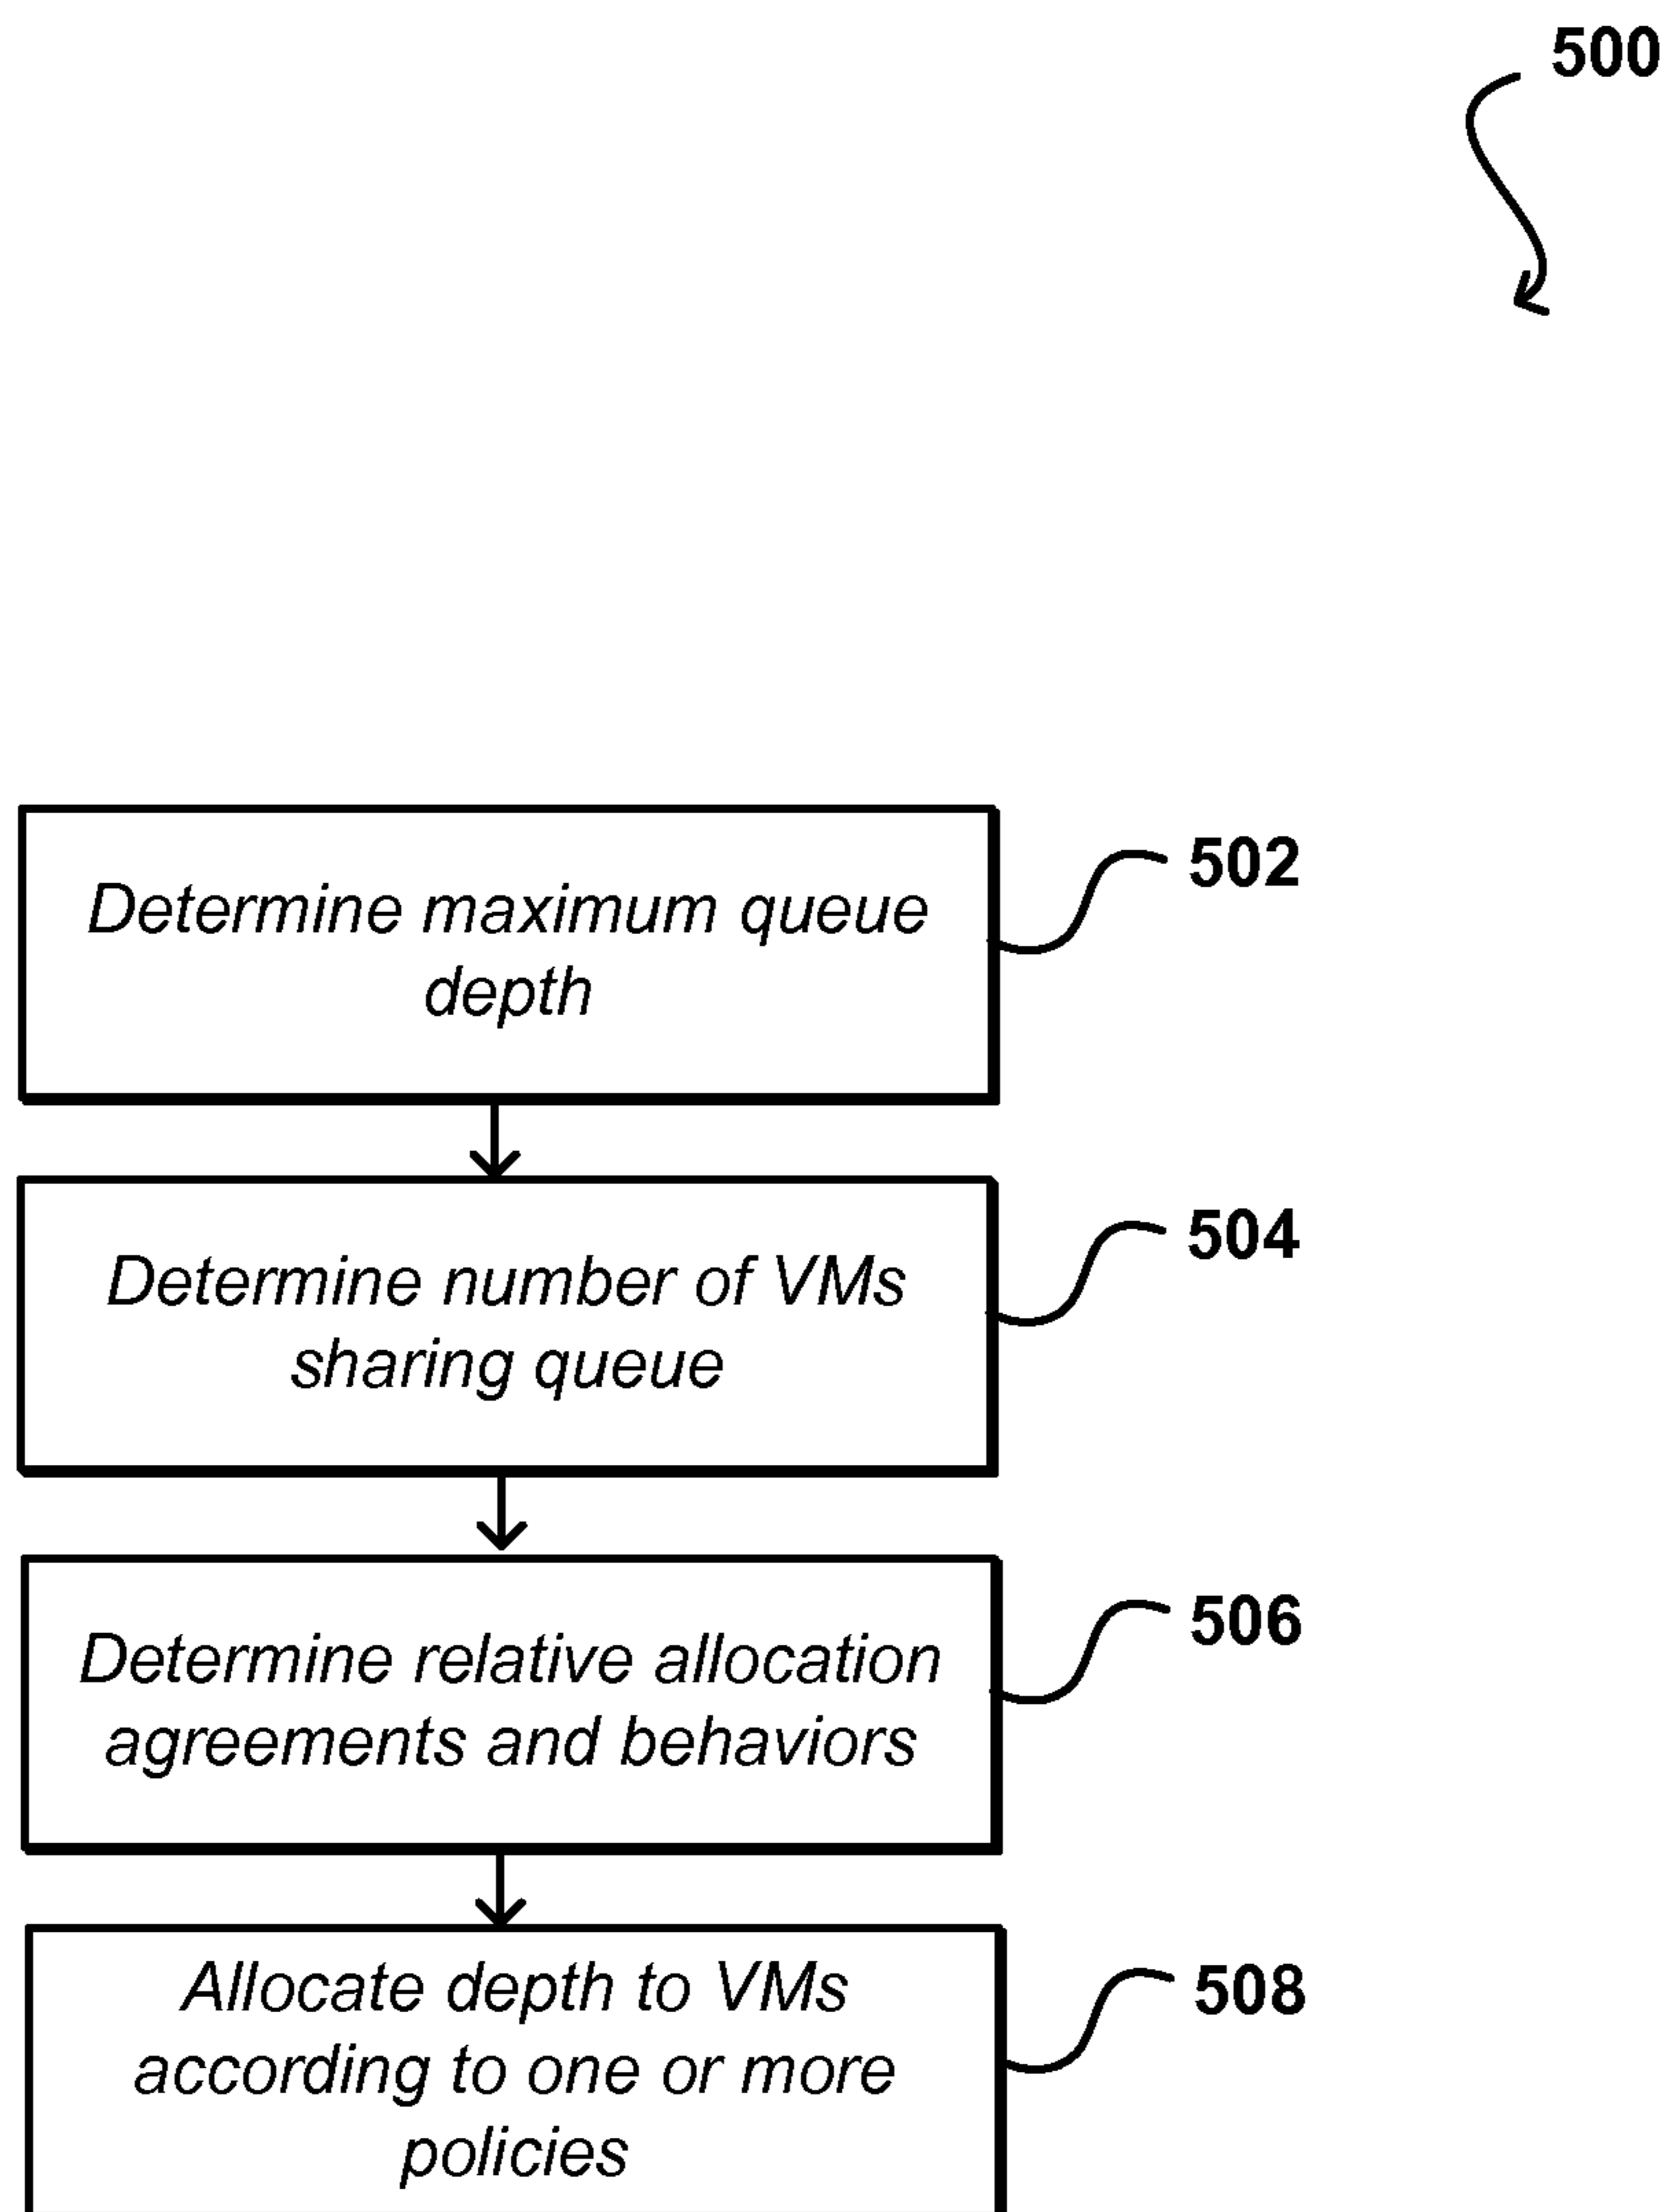 500
Determine maximum queue
depth
502
Determine number of VMs
sharing queue
504
Determine relative allocation
agreements and behaviors
506
Allocate depth to VMs
according to one or more
policies
508